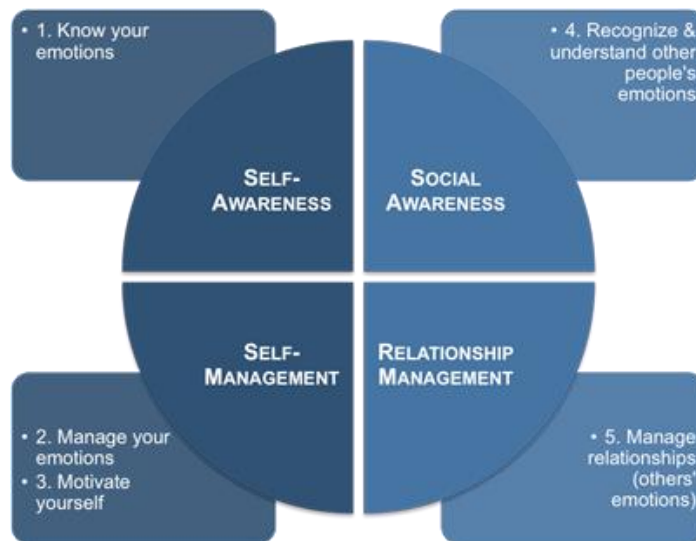 • 1. Know your
emotions
• 4. Recognize &
understand other
people's
emotions
SELF-
AWARENESS
SOCIAL
AWARENESS
SELF-
MANAGEMENT
RELATIONSHIP
MANAGEMENT
• 2. Manage your
emotions
• 3. Motivate
yourself
• 5. Manage
relationships
(others'
emotions)